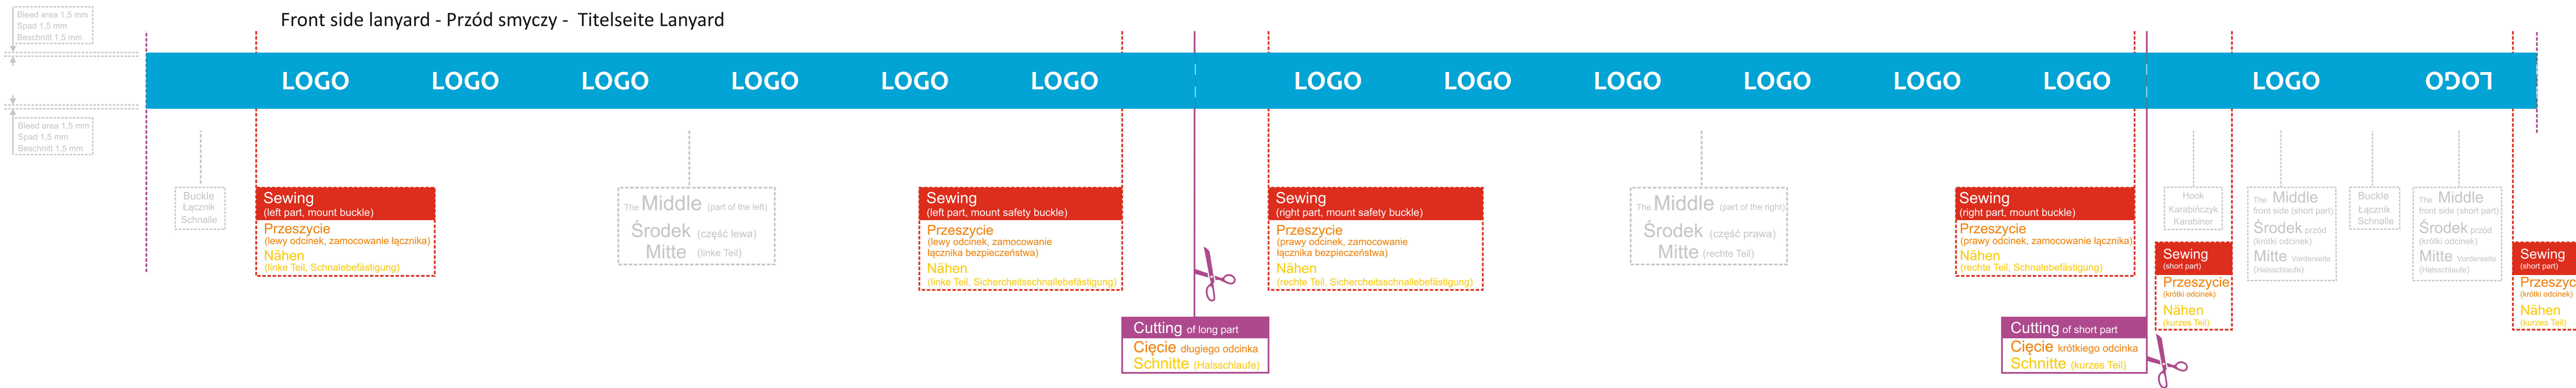 Bleed area 1,5 mm
Spad 1,5 mm
Beschnitt 1,5 mm
Front side lanyard - Przód smyczy -  Titelseite Lanyard
LOGO LOGO LOGO LOGO LOGO LOGO LOGO LOGO LOGO LOGO LOGO LOGO LOGO LOGO
Bleed area 1,5 mm
Spad 1,5 mm
Beschnitt 1,5 mm
Buckle
Łącznik
Schnalle
Sewing
(left part, mount buckle)
Przeszycie
(lewy odcinek, zamocowanie łącznika)
Nähen
(linke Teil, Schnalebefästigung)
The Middle (part of the left)
Środek (część lewa)
Mitte (linke Teil)
Sewing
(left part, mount safety buckle)
Przeszycie
(lewy odcinek, zamocowanie
łącznika bezpieczeństwa)
Nähen
(linke Teil, Sichercheitsschnallebefästigung)
Cutting of long part
Cięcie długiego odcinka
Schnitte (Halsschlaufe)
Sewing
(right part, mount safety buckle)
Przeszycie
(prawy odcinek, zamocowanie
łącznika bezpieczeństwa)
Nähen
(rechte Teil, Sichercheitsschnallebefästigung)
The Middle (part of the right)
Środek (część prawa)
Mitte (rechte Teil)
Sewing
(right part, mount buckle)
Przeszycie
(prawy odcinek, zamocowanie łącznika)
Nähen
(rechte Teil, Schnalebefästigung)
Cutting of short part
Cięcie krótkiego odcinka
Schnitte (kurzes Teil)
Hook
Karabińczyk
Karabiner
Sewing
(short part)
Przeszycie
(krótki odcinek)
Nähen
(kurzes Teil)
The Middle
front side (short part)
Środek przód
(krótki odcinek)
Mitte Vorderseite
(Halsschlaufe)
Buckle
Łącznik
Schnalle
The Middle
front side (short part)
Środek przód
(krótki odcinek)
Mitte Vorderseite
(Halsschlaufe)
Sewing
(short part)
Przeszyc
(krótki odcinek)
Nähen
(kurzes Teil)